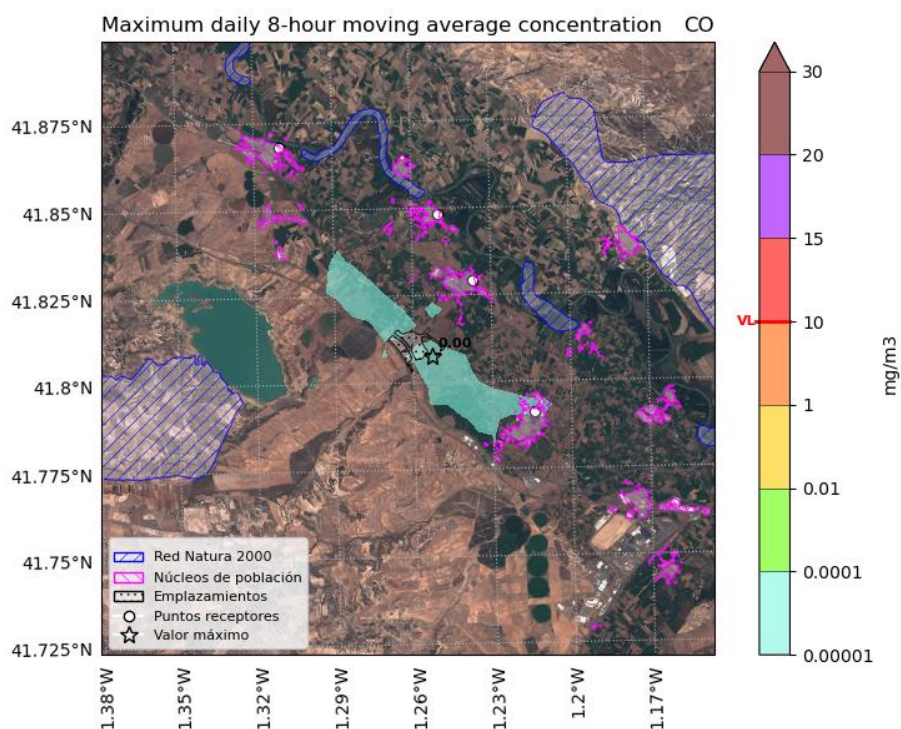 Maximum daily 8-hour moving average concentration CO
41.875°N
41.85°N
41.825°N
41.8°N
41.775°N
41.75°N
41.725°N
0.00
Red Natura 2000
Núcleos de población
Emplazamientos
Puntos receptores
Valor máximo
1.38°W
1.35°W
1.32°W
1.29°W
1.26°W
1.23°W
1.2°W
1.17°W
30
20
15
VL 10
1
0.01
0.0001
0.00001
mg/m3